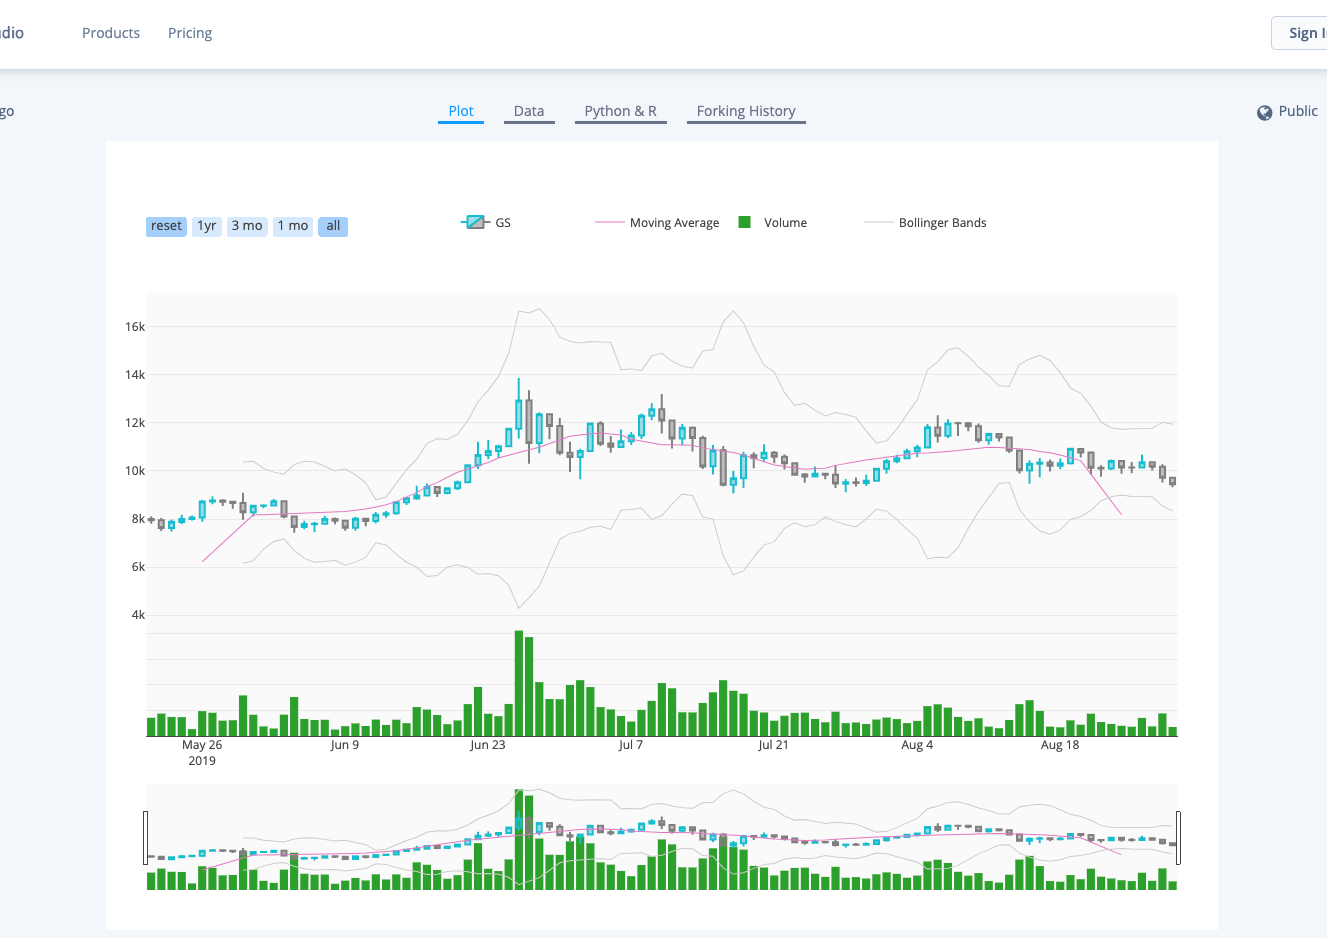 dio Products Pricing Sign I
go Plot Data Python & R Forking History Public
reset 1yr 3 mo 1 mo all GS Moving Average Volume Bollinger Bands
16k
14k
12k
10k
8k
6k
4k
May 26 Jun 9 Jun 23 Jul 7 Jul 21 Aug 4 Aug 18
2019